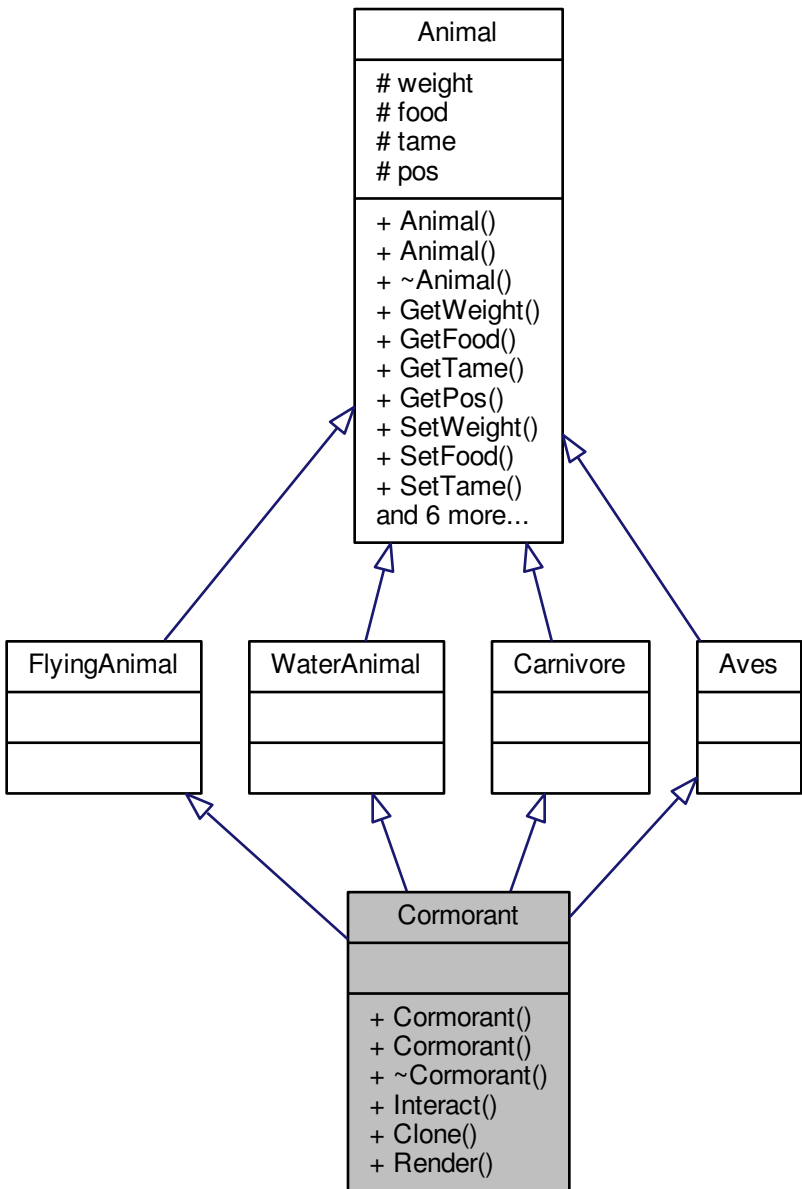 Animal
# weight
# food
# tame
# pos
+ Animal()
+ Animal()
+ ~Animal()
+ GetWeight()
+ GetFood()
+ GetTame()
+ GetPos()
+ SetWeight()
+ SetFood()
+ SetTame()
and 6 more...
FlyingAnimal
WaterAnimal
Carnivore
Aves
Cormorant
+ Cormorant()
+ Cormorant()
+ ~Cormorant()
+ Interact()
+ Clone()
+ Render()